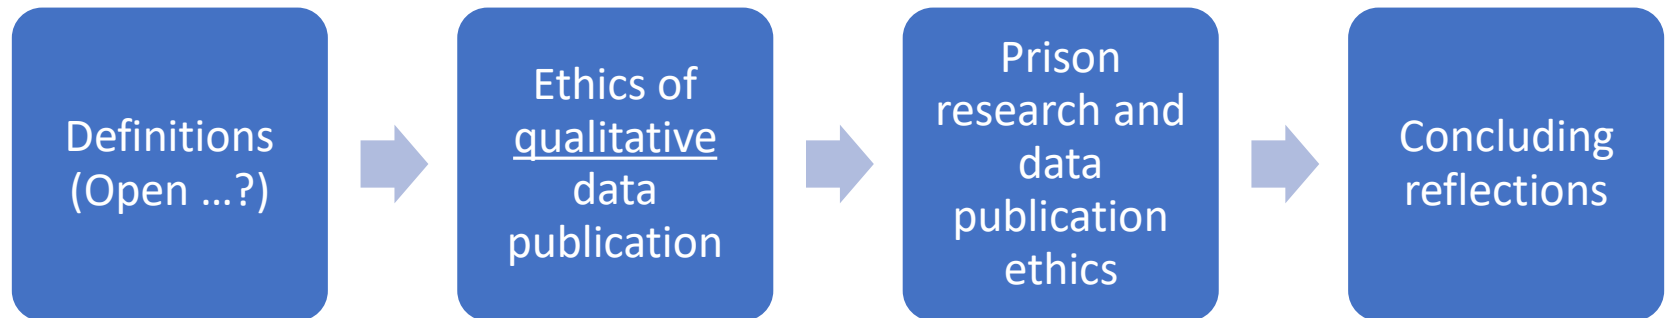 Definitions
(Open ...?)
Ethics of
qualitative
data
publication
Prison
research and
data
publication
ethics
Concluding
reflections